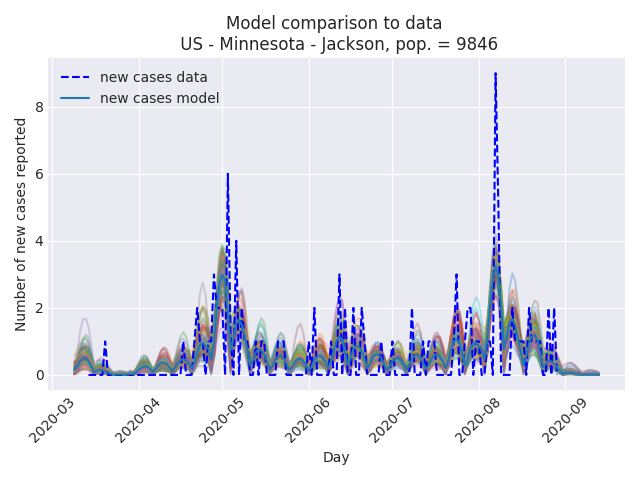 Model comparison to data
US - Minnesota - Jackson, pop. = 9846
new cases data
new cases model
Number of new cases reported
8
6
4
2
0
2020-03
2020-04
2020-05
2020-06
2020-07
2020-08
2020-09
Day